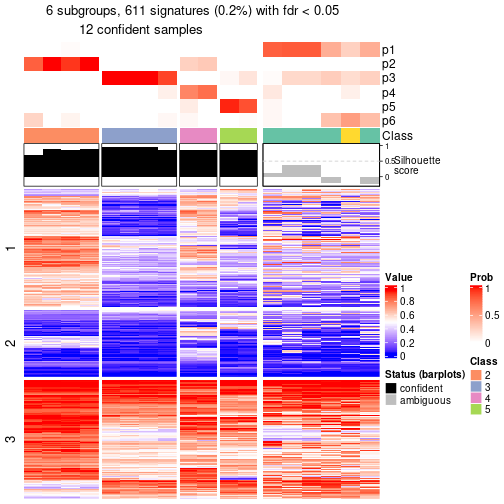 6 subgroups, 611 signatures (0.2%) with fdr < 0.05
12 confident samples
p1
p2
p3
p4
p5
p6
Class
1
0.5
0
Silhouette
score
1
2
3
Value
1
0.8
0.6
0.4
0.2
0
Status (barplots)
confident
ambiguous
Prob
1
0.5
0
Class
2
3
4
5